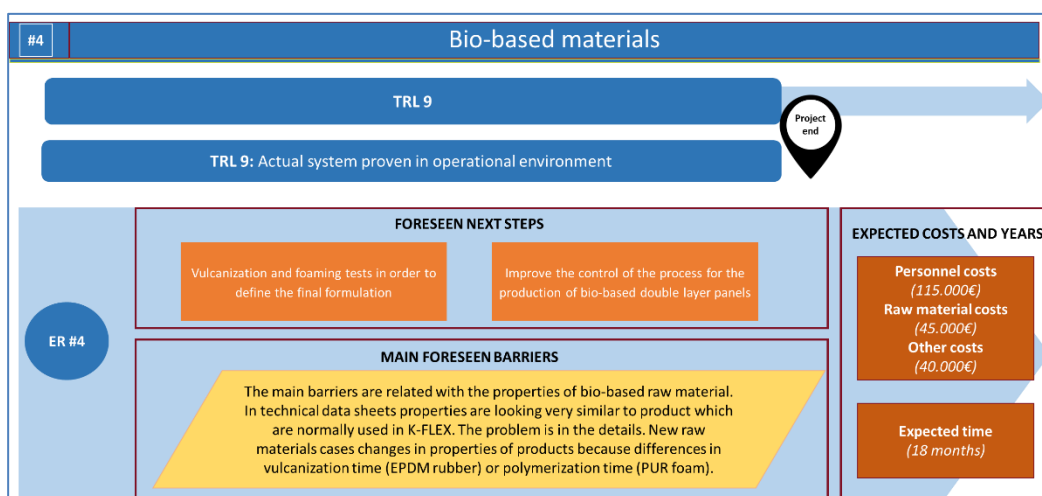 #4
Bio-based materials
TRL 9
Project
end
TRL 9: Actual system proven in operational environment
FORESEEN NEXT STEPS
Vulcanization and foaming tests in order to
define the final formulation
Improve the control of the process for the
production of bio-based double layer panels
EXPECTED COSTS AND YEARS
Personnel costs
(115.000€)
Raw material costs
(45.000€)
Other costs
(40.000€)
ER #4
MAIN FORESEEN BARRIERS
The main barriers are related with the properties of bio-based raw material.
In technical data sheets properties are looking very similar to product which
are normally used in K-FLEX. The problem is in the details. New raw
materials cases changes in properties of products because differences in
vulcanization time (EPDM rubber) or polymerization time (PUR foam).
Expected time
(18 months)